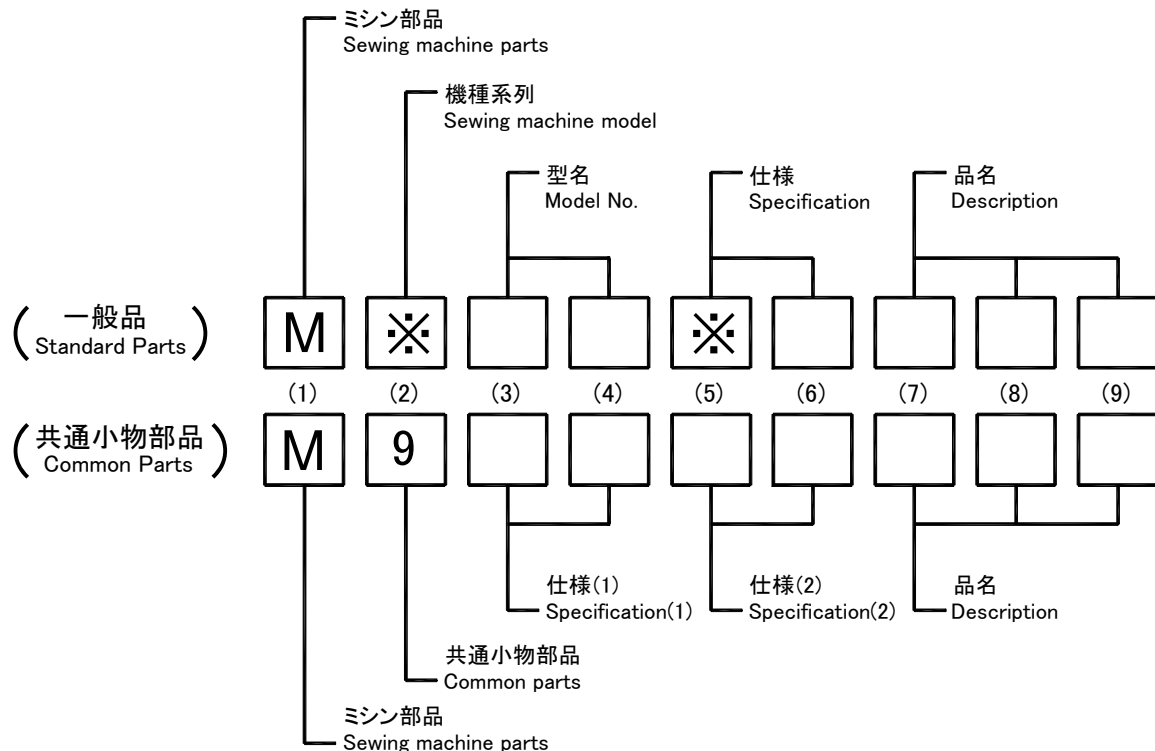 ミシン部品
Sewing machine parts
機種系列
Sewing machine model
型名
Model No.
仕様
Specification
品名
Description
(一般品
Standard Parts)
M ※ ※
(1) (2) (3) (4) (5) (6) (7) (8) (9)
(共通小物部品
Common Parts)
M 9
仕様(1)
Specification(1)
仕様(2)
Specification(2)
品名
Description
共通小物部品
Common parts
ミシン部品
Sewing machine parts